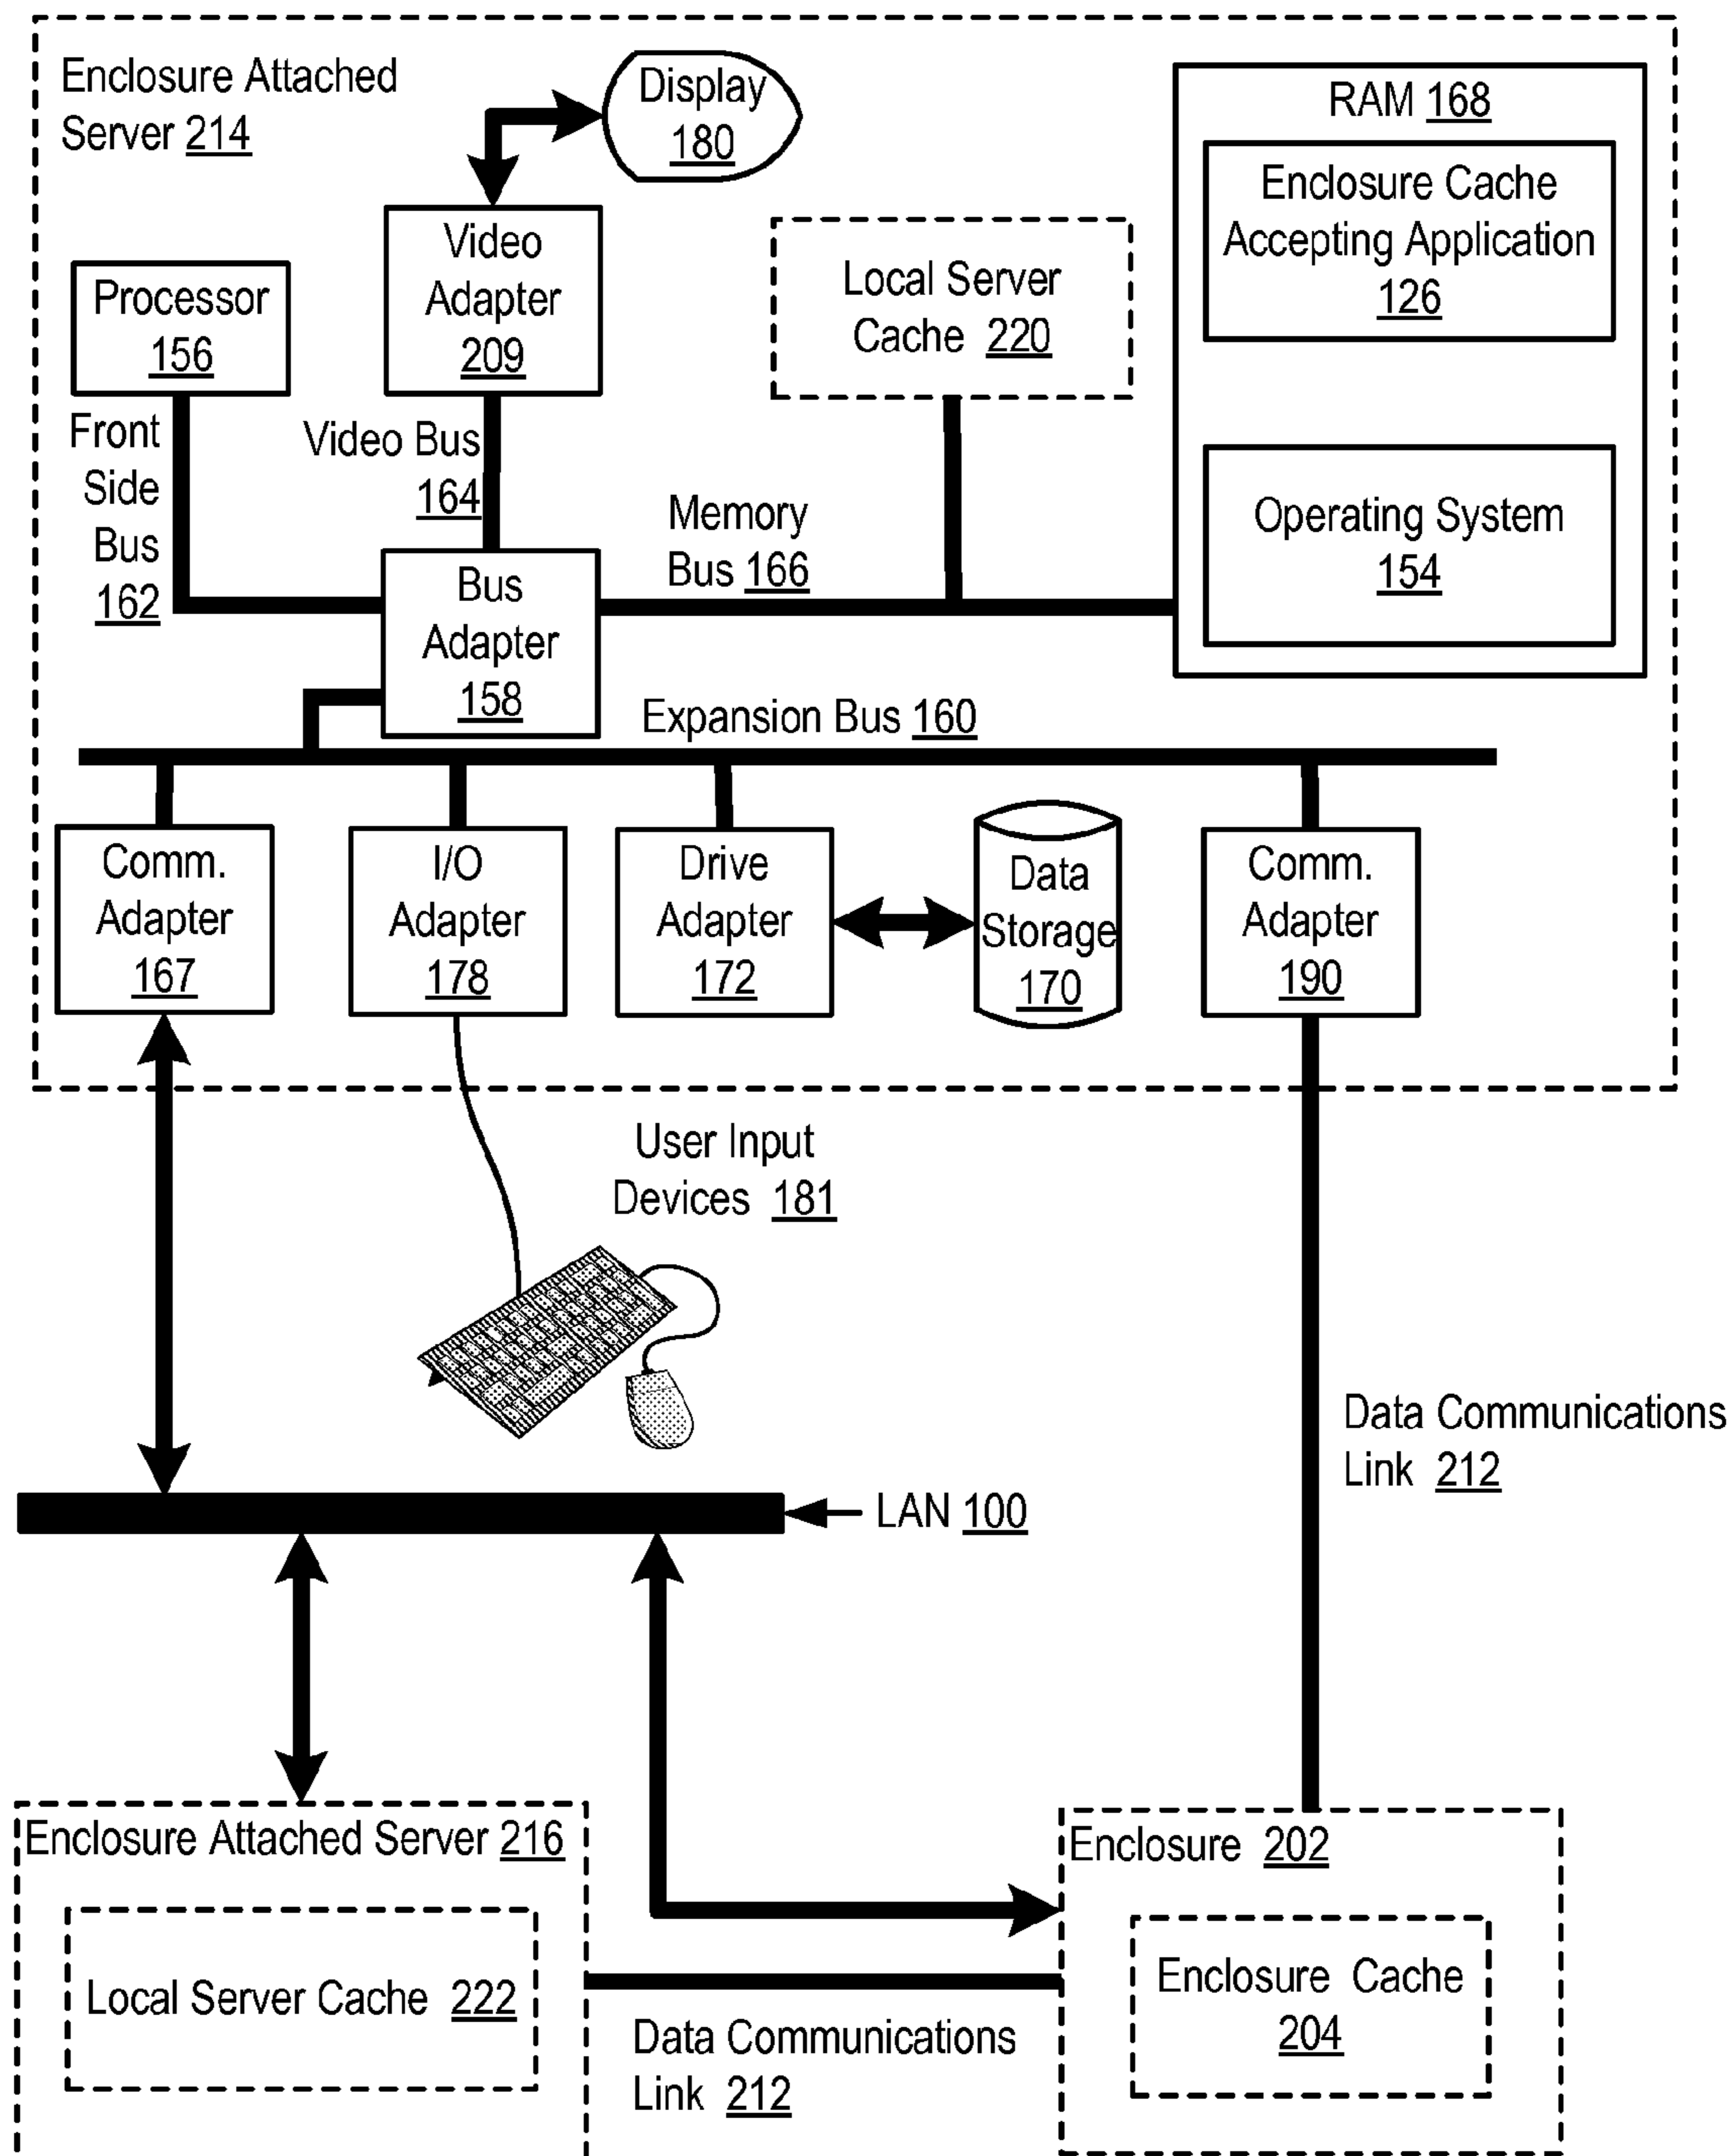 Enclosure Attached
Server 214
Display
180
RAM 168
Enclosure Cache
Accepting Application
126
Operating System
154
Video
Adapter
209
Processor
156
Local Server
Cache 220
Front
Side
Bus
162
Video Bus
164
Memory
Bus 166
Bus
Adapter
158
Expansion Bus 160
Comm.
Adapter
167
I/O
Adapter
178
Drive
Adapter
172
Data
Storage
170
Comm.
Adapter
190
User Input
Devices 181
Data Communications
Link 212
LAN 100
Enclosure Attached Server 216
Local Server Cache 222
Data Communications
Link 212
Enclosure 202
Enclosure Cache
204